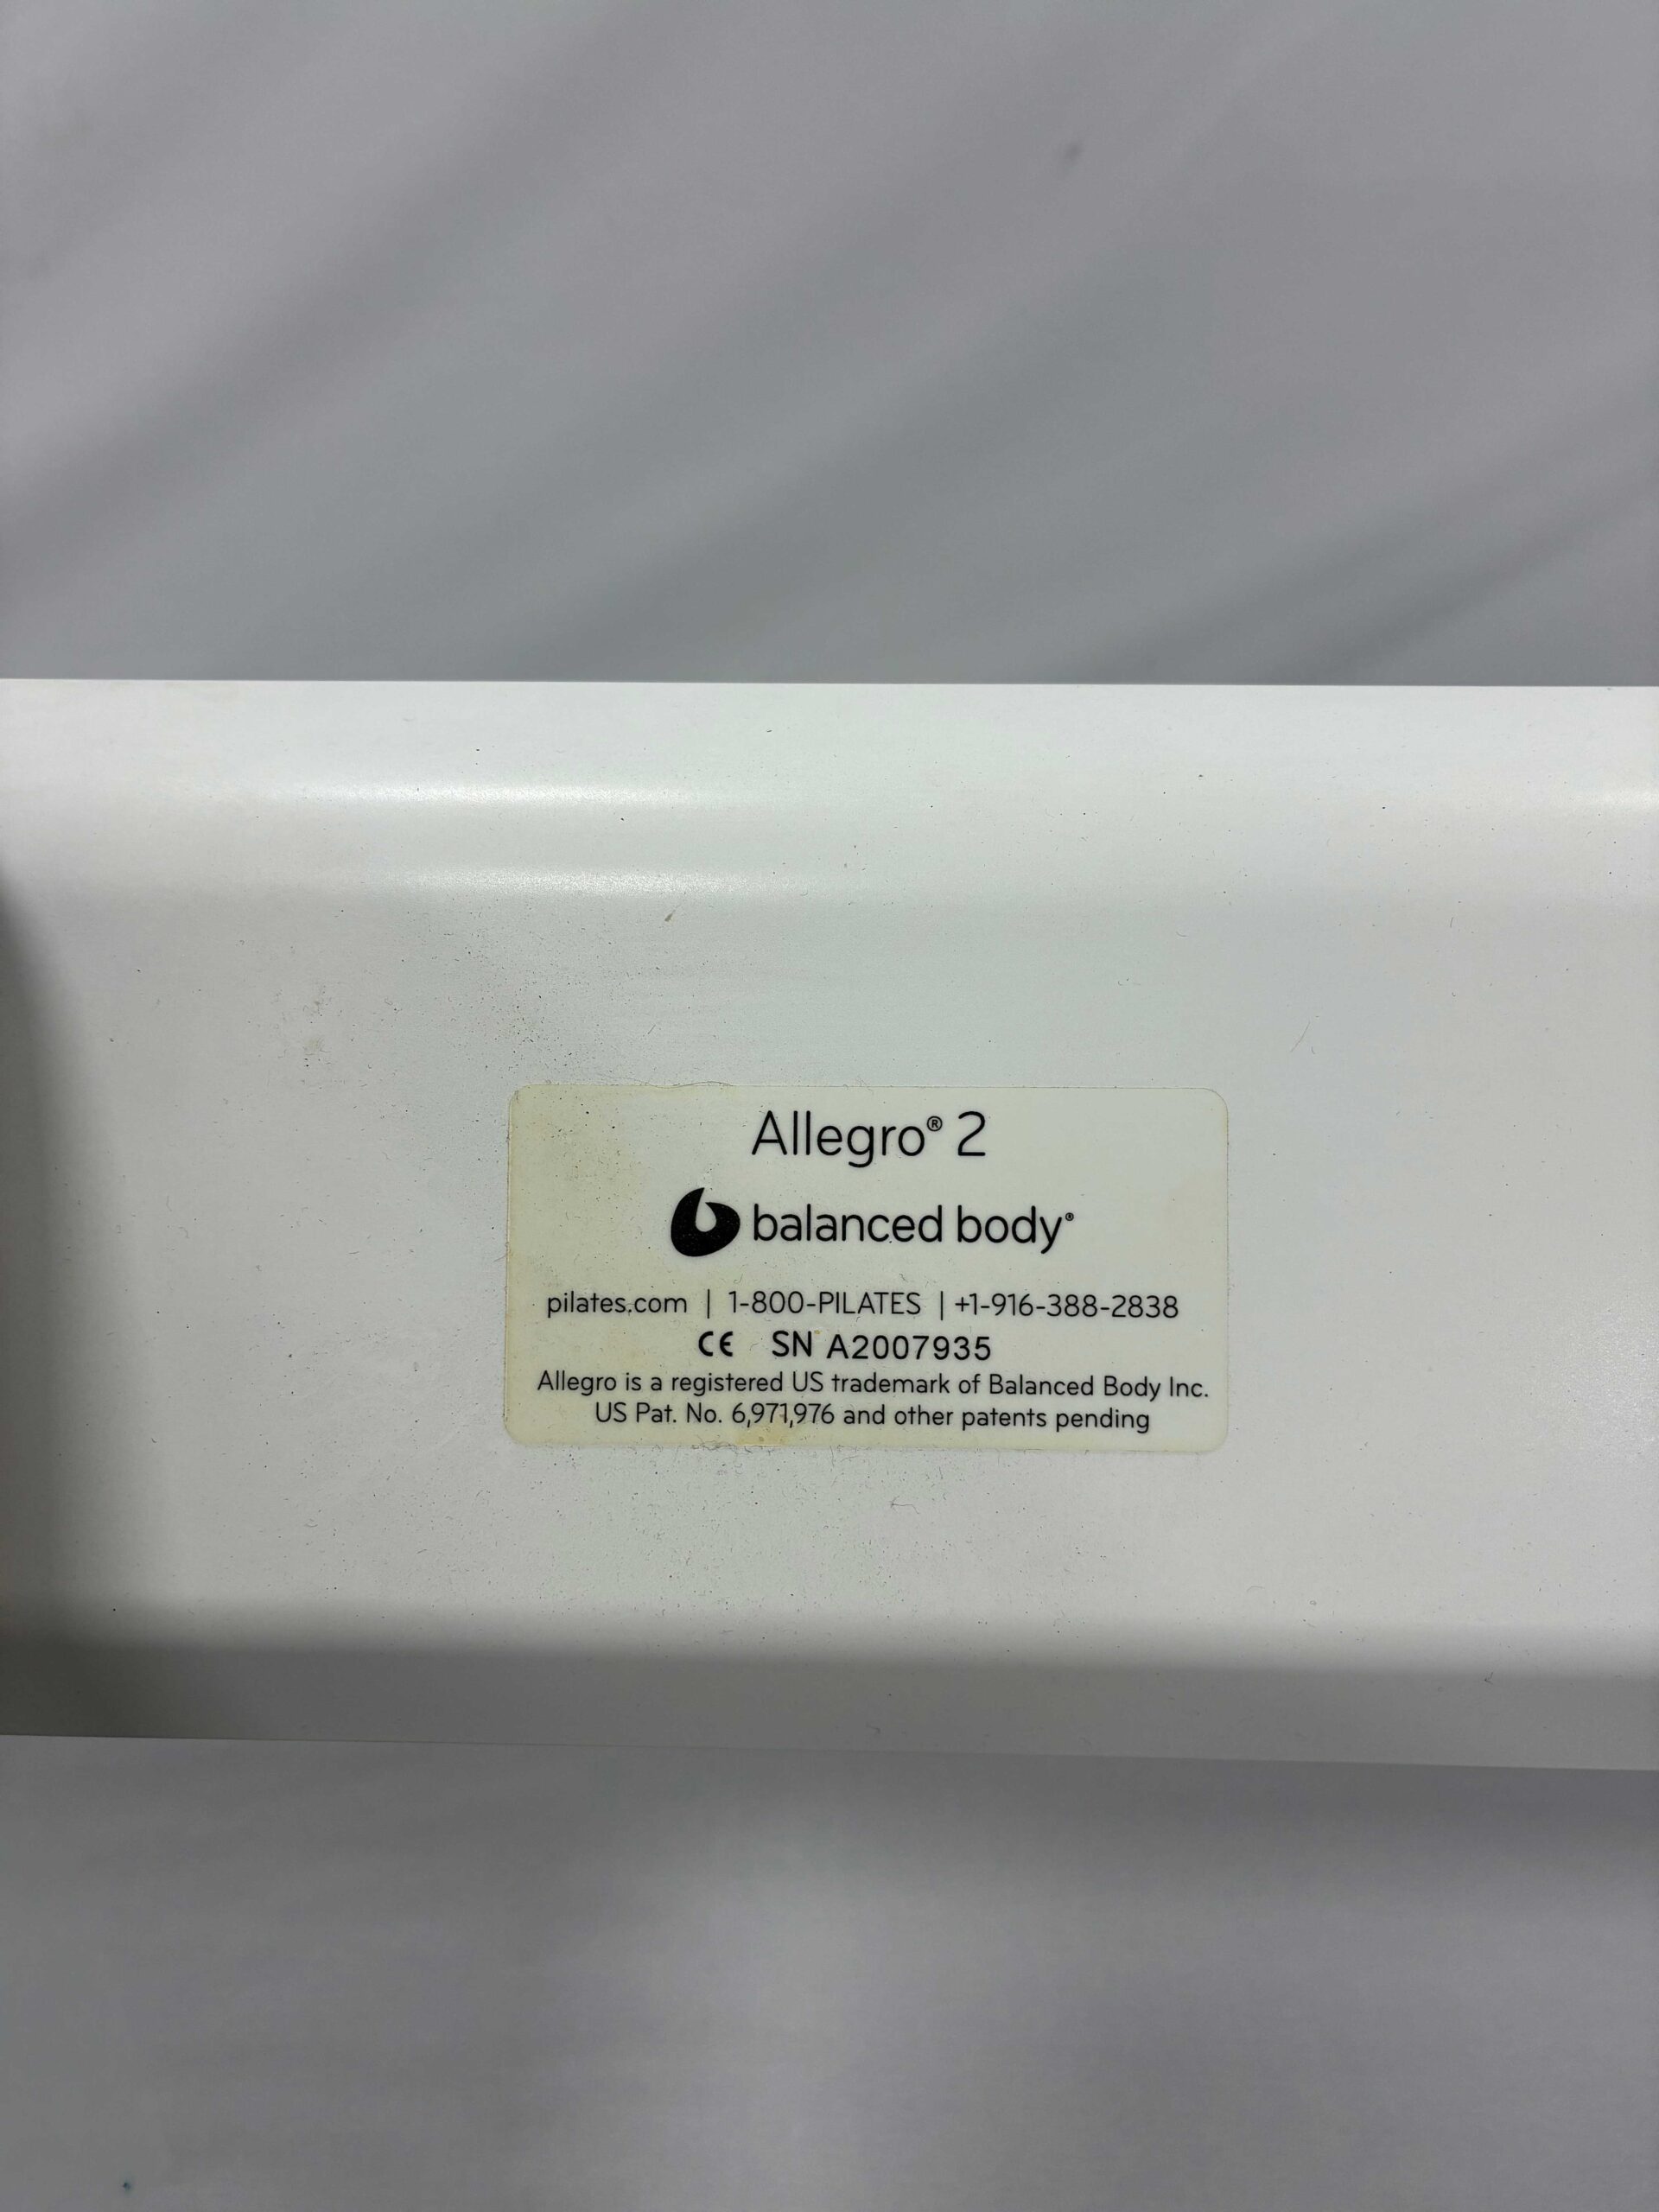 Allegro® 2
balanced body®
pilates.com | 1-800-PILATES | +1-916-388-2838
CE SN A2007935
Allegro is a registered US trademark of Balanced Body Inc.
US Pat. No. 6,971,976 and other patents pending